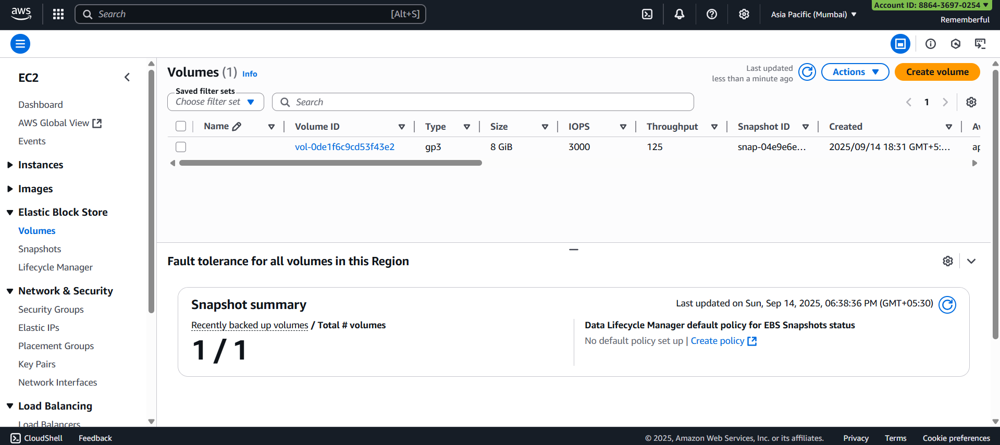 aws
Search [Alt+S]
Asia Pacific (Mumbai)
Account ID: 8864-3697-0254
Rememberful
EC2
Dashboard
AWS Global View
Events
Instances
Images
Elastic Block Store
Volumes
Snapshots
Lifecycle Manager
Network & Security
Security Groups
Elastic IPs
Placement Groups
Key Pairs
Network Interfaces
Load Balancing
Load Balancers
Volumes (1) Info
Last updated
less than a minute ago
Actions
Create volume
Saved filter sets
Choose filter set
Search
1
Name Volume ID Type Size IOPS Throughput Snapshot ID Created
vol-0de1f6c9cd53f43e2 gp3 8 GiB 3000 125 snap-04e9e6e... 2025/09/14 18:31 GMT+5:... ap
Fault tolerance for all volumes in this Region
Snapshot summary
Last updated on Sun, Sep 14, 2025, 06:38:36 PM (GMT+05:30)
Recently backed up volumes / Total # volumes
1 / 1
Data Lifecycle Manager default policy for EBS Snapshots status
No default policy set up | Create policy
CloudShell Feedback
© 2025, Amazon Web Services, Inc. or its affiliates. Privacy Terms Cookie preferences